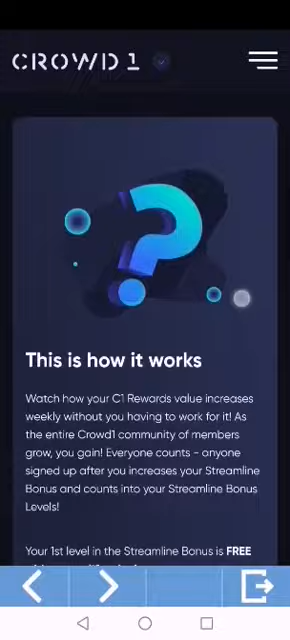 CROWD 1
This is how it works
Watch how your C1 Rewards value increases
weekly without you having to work for it! As
the entire Crowd1 community of members
grow, you gain! Everyone counts - anyone
signed up after you increases your Streamline
Bonus and counts into your Streamline Bonus
Levels!
Your 1st level in the Streamline Bonus is FREE